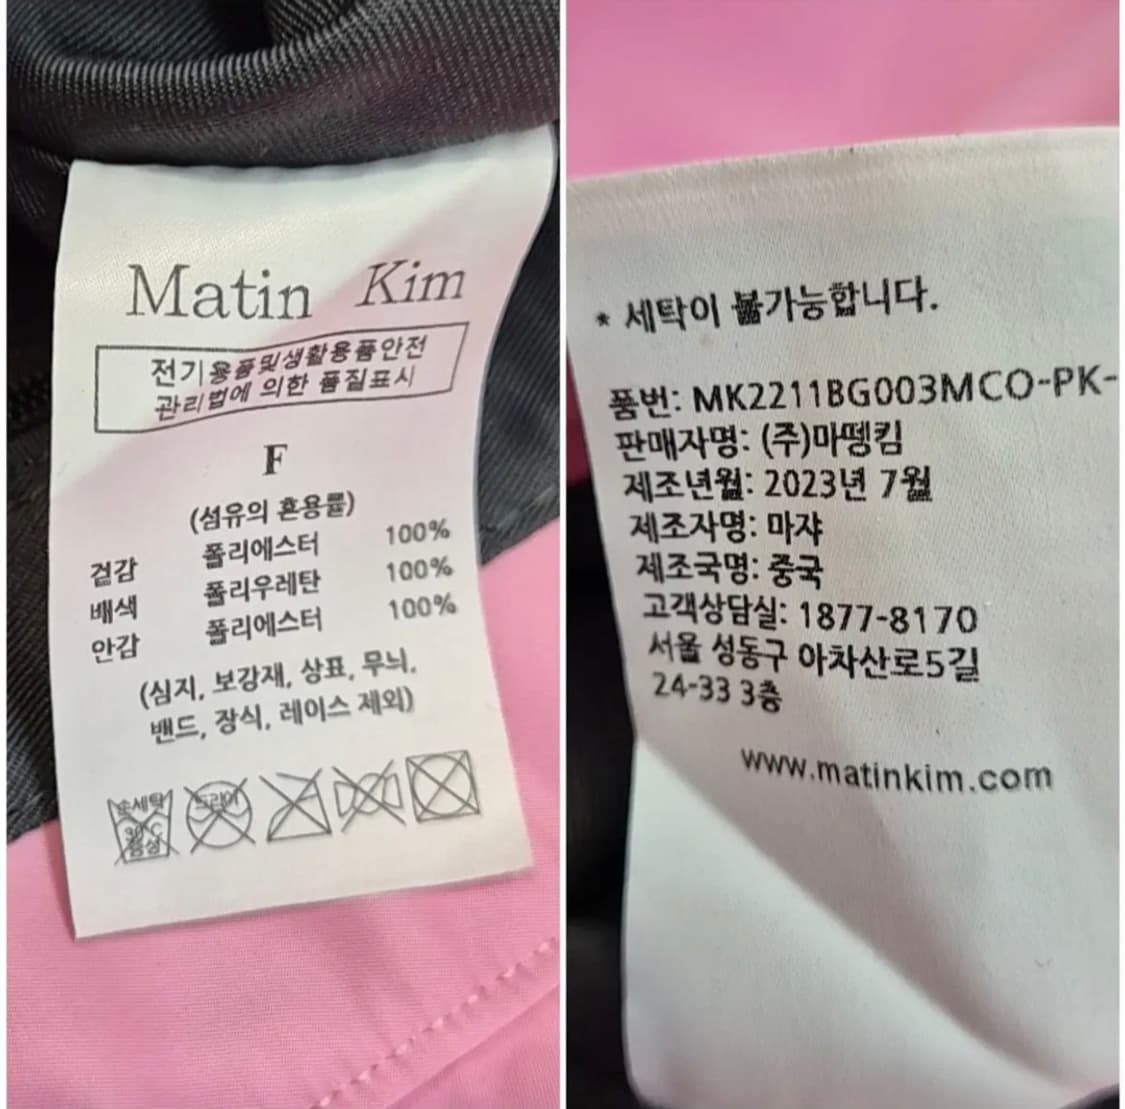 Matin Kim
전기용품및생활용품안전
관리법에 의한 품질표시
F
(섬유의 혼용률)
겉감 폴리에스터 100%
배색 폴리우레탄 100%
안감 폴리에스터 100%
(심지, 보강재, 상표, 무늬,
밴드, 장식, 레이스 제외)
손세탁 드라이
30℃
중성
* 세탁이 불가능합니다.
품번: MK2211BG003MCO-PK-
판매자명: (주)마뗑킴
제조년월: 2023년 7월
제조자명: 마쟈
제조국명: 중국
고객상담실: 1877-8170
서울 성동구 아차산로5길
24-33 3층
www.matinkim.com